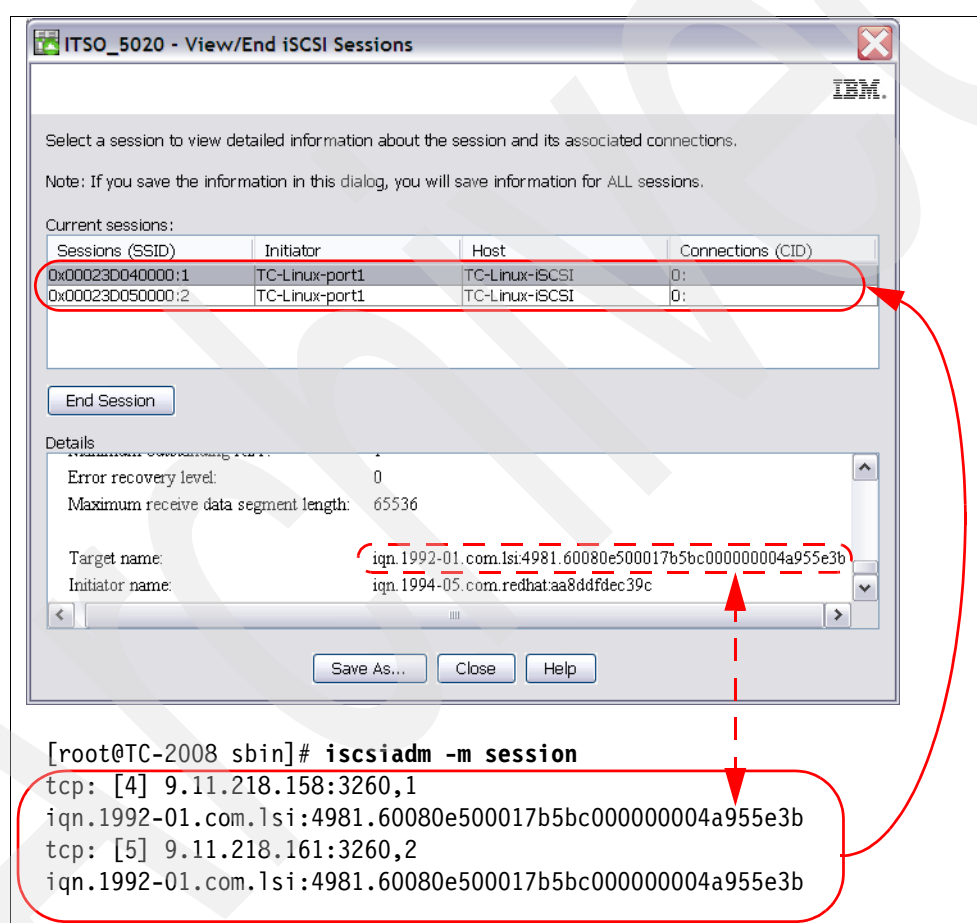 ITSO_5020 - View/End iSCSI Sessions
IBM.
Select a session to view detailed information about the session and its associated connections.
Note: If you save the information in this dialog, you will save information for ALL sessions.
Current sessions:
Sessions (SSID) Initiator Host Connections (CID)
0x00023D040000:1 TC-Linux-port1 TC-Linux-iSCSI 0:
0x00023D050000:2 TC-Linux-port1 TC-Linux-iSCSI 0:
End Session
Details
Error recovery level: 0
Maximum receive data segment length: 65536
Target name: iqn.1992-01.com.lsi:4981.60080e500017b5bc000000004a955e3b
Initiator name: iqn.1994-05.com.redhat:aa8ddfdec39c
Save As... Close Help
[root@TC-2008 sbin]# iscsiadm -m session
tcp: [4] 9.11.218.158:3260,1
iqn.1992-01.com.lsi:4981.60080e500017b5bc000000004a955e3b
tcp: [5] 9.11.218.161:3260,2
iqn.1992-01.com.lsi:4981.60080e500017b5bc000000004a955e3b